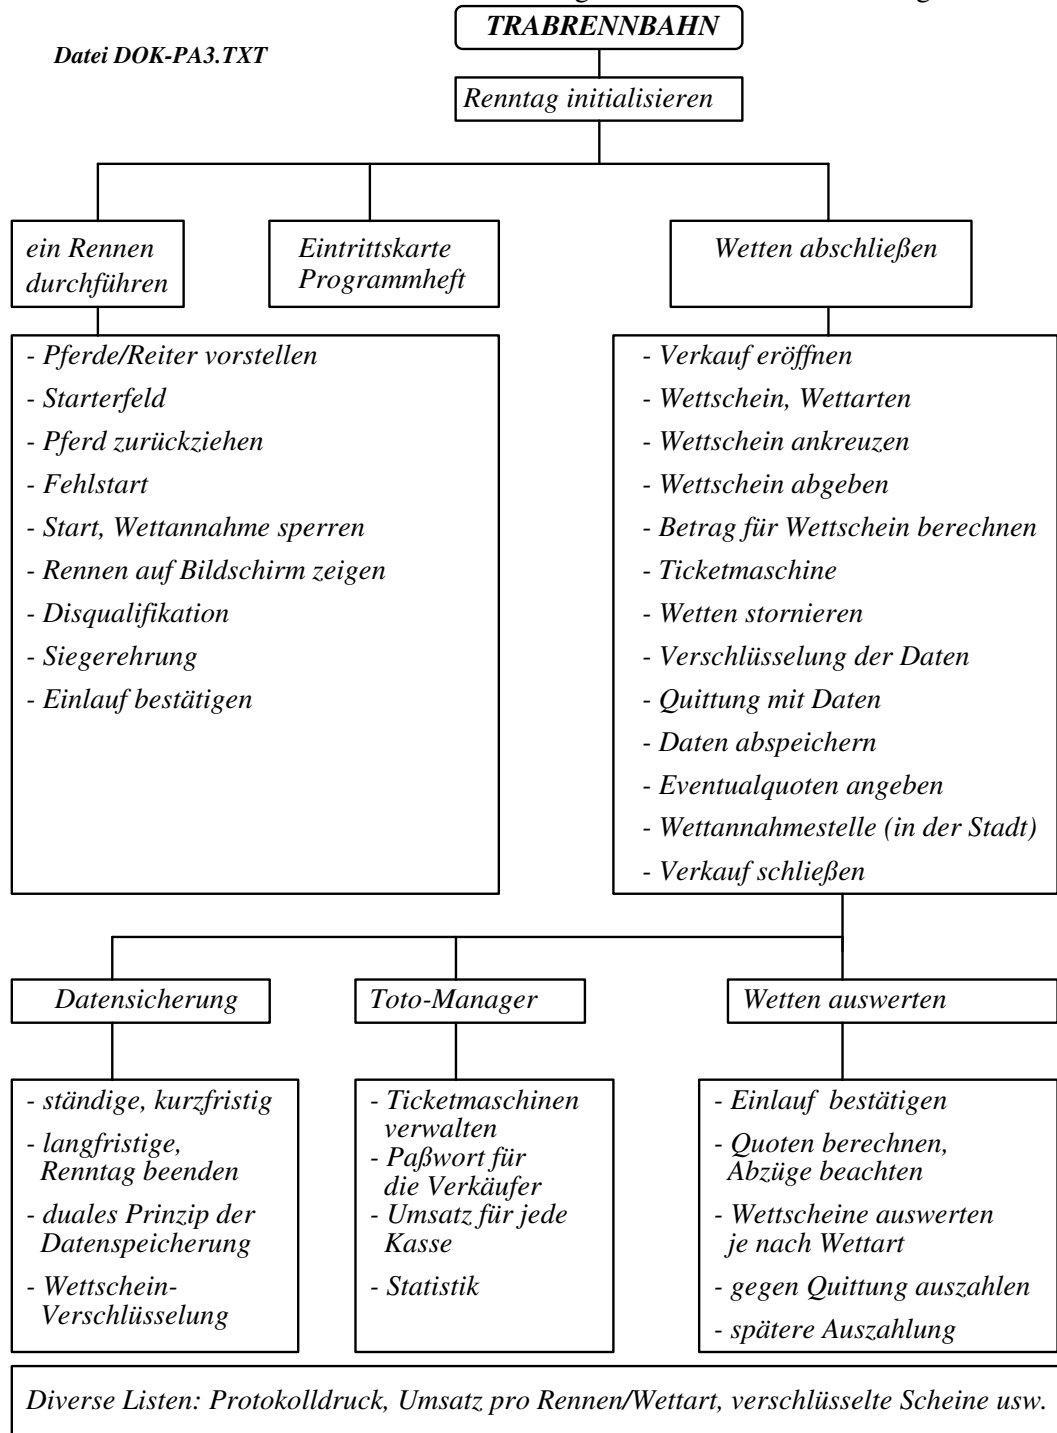 TRABRENNBAHN
Datei DOK-PA3.TXT
Renntag initialisieren
ein Rennen
durchführen
Eintrittskarte
Programmheft
Wetten abschließen
- Pferde/Reiter vorstellen
- Starterfeld
- Pferd zurückziehen
- Fehlstart
- Start, Wettannahme sperren
- Rennen auf Bildschirm zeigen
- Disqualifikation
- Siegerehrung
- Einlauf bestätigen
- Verkauf eröffnen
- Wettschein, Wettarten
- Wettschein ankreuzen
- Wettschein abgeben
- Betrag für Wettschein berechnen
- Ticketmaschine
- Wetten stornieren
- Verschlüsselung der Daten
- Quittung mit Daten
- Daten abspeichern
- Eventualquoten angeben
- Wettannahmestelle (in der Stadt)
- Verkauf schließen
Datensicherung
Toto-Manager
Wetten auswerten
- ständige, kurzfristig
- langfristige,
Renntag beenden
- duales Prinzip der
Datenspeicherung
- Wettschein-
Verschlüsselung
- Ticketmaschinen
verwalten
- Paßwort für
die Verkäufer
- Umsatz für jede
Kasse
- Statistik
- Einlauf bestätigen
- Quoten berechnen,
Abzüge beachten
- Wettscheine auswerten
je nach Wettart
- gegen Quittung auszahlen
- spätere Auszahlung
Diverse Listen: Protokolldruck, Umsatz pro Rennen/Wettart, verschlüsselte Scheine usw.